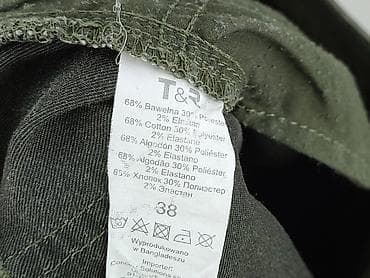 T&R
68% Bawełna 30% Poliester
2% Elastan
68% Cotton 30% Polyester
2% Elastane
68% Algodón 30% Poliéster
2% Elastano
68% Algodão 30% Poliéster
2% Elastano
68% Хлопок 30% Полиэстер
2% Эластан
38
Wyprodukowano
w Bangladeszu
Importer: